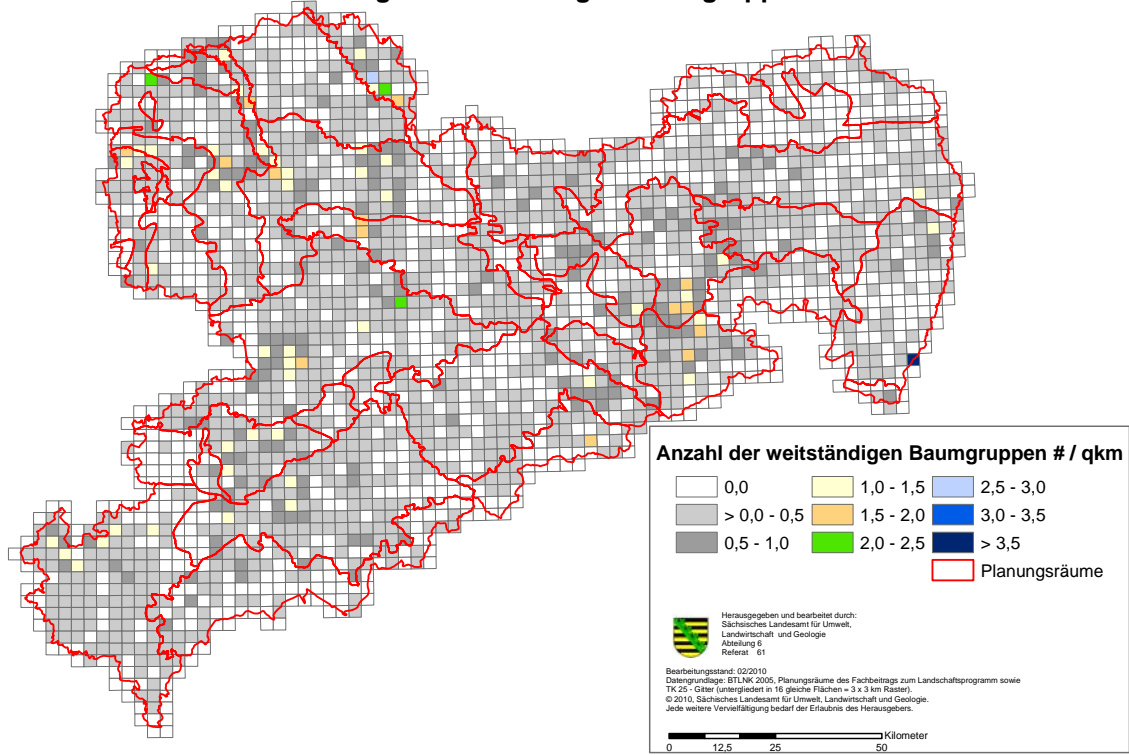 Anzahl der weitständigen Baumgruppen # / qkm
0,0
1,0 - 1,5
2,5 - 3,0
> 0,0 - 0,5
1,5 - 2,0
3,0 - 3,5
0,5 - 1,0
2,0 - 2,5
> 3,5
Planungsräume
Herausgegeben und bearbeitet durch:
Sächsisches Landesamt für Umwelt,
Landwirtschaft und Geologie
Abteilung 6
Referat 61
Bearbeitungsstand: 02/2010
Datengrundlage: BTLNK 2005, Planungsräume des Fachbeitrags zum Landschaftsprogramm sowie
TK 25 - Gitter (untergliedert in 16 gleiche Flächen = 3 x 3 km Raster).
© 2010, Sächsisches Landesamt für Umwelt, Landwirtschaft und Geologie.
Jede weitere Vervielfältigung bedarf der Erlaubnis des Herausgebers.
Kilometer
0 12,5 25 50